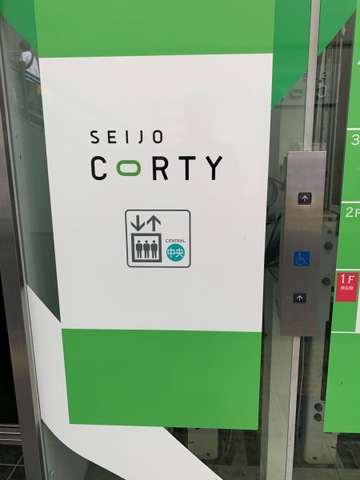 SEIJO
CORTY
CENTRAL
中央
3
2F
1F